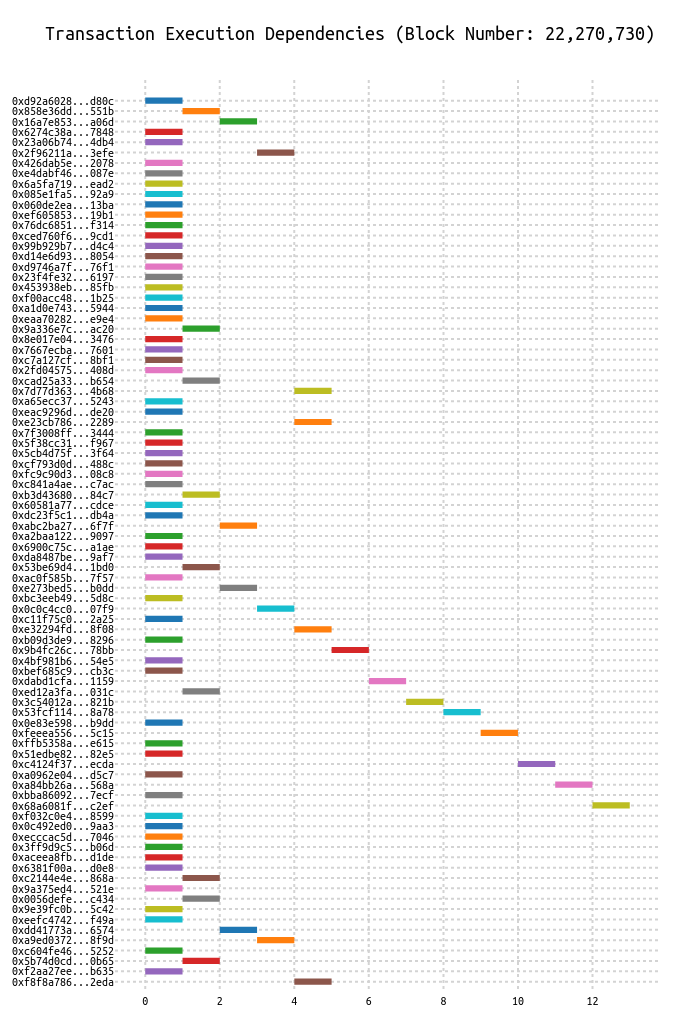 Transaction Execution Dependencies (Block Number: 22,270,730)
0xd92a6028...d80c
0x858e36dd...551b
0x16a7e853...a06d
0x6274c38a...7848
0x23a06b74...4db4
0x2f96211a...3efe
0x426dab5e...2078
0xe4dabf46...087e
0x6a5fa719...ead2
0x085e1fa5...92a9
0x060de2ea...13ba
0xef605853...19b1
0x76dc6851...f314
0xced760f6...9cd1
0x99b929b7...d4c4
0xd14e6d93...8054
0xd9746a7f...76f1
0x23f4fe32...6197
0x453938eb...85fb
0xf00acc48...1b25
0xa1d0e743...5944
0xeaa70282...e9e4
0x9a336e7c...ac20
0x8e017e04...3476
0x7667ecba...7601
0xc7a127cf...8bf1
0x2fd04575...408d
0xcad25a33...b654
0x7d77d363...4b68
0xa65ecc37...5243
0xeac9296d...de20
0xe23cb786...2289
0x7f3008ff...3444
0x5f38cc31...f967
0x5cb4d75f...3f64
0xcf793d0d...488c
0xfc9c90d3...08c8
0xc841a4ae...c7ac
0xb3d43680...84c7
0x60581a77...cdce
0xdc23f5c1...db4a
0xabc2ba27...6f7f
0xa2baa122...9097
0x6900c75c...a1ae
0xda8487be...9af7
0x53be69d4...1bd0
0xac0f585b...7f57
0xe273bed5...b0dd
0xbc3eeb49...5d8c
0x0c0c4cc0...07f9
0xc11f75c0...2a25
0xe32294fd...8f08
0xb09d3de9...8296
0x9b4fc26c...78bb
0x4bf981b6...54e5
0xbef685c9...cb3c
0xdabd1cfa...1159
0xed12a3fa...031c
0x3c54012a...821b
0x53fcf114...8a78
0x0e83e598...b9dd
0xfeeea556...5c15
0xffb5358a...e615
0x51edbe82...82e5
0xc4124f37...ecda
0xa0962e04...d5c7
0xa84bb26a...568a
0xbba86092...7ecf
0x68a6081f...c2ef
0xf032c0e4...8599
0x0c492ed0...9aa3
0xecccac5d...7046
0x3ff9d9c5...b06d
0xaceea8fb...d1de
0x6381f00a...d0e8
0xc2144e4e...868a
0x9a375ed4...521e
0x0056defe...c434
0x9e39fc0b...5c42
0xeefc4742...f49a
0xdd41773a...6574
0xa9ed0372...8f9d
0xc604fe46...5252
0x5b74d0cd...0b65
0xf2aa27ee...b635
0xf8f8a786...2eda
0 2 4 6 8 10 12